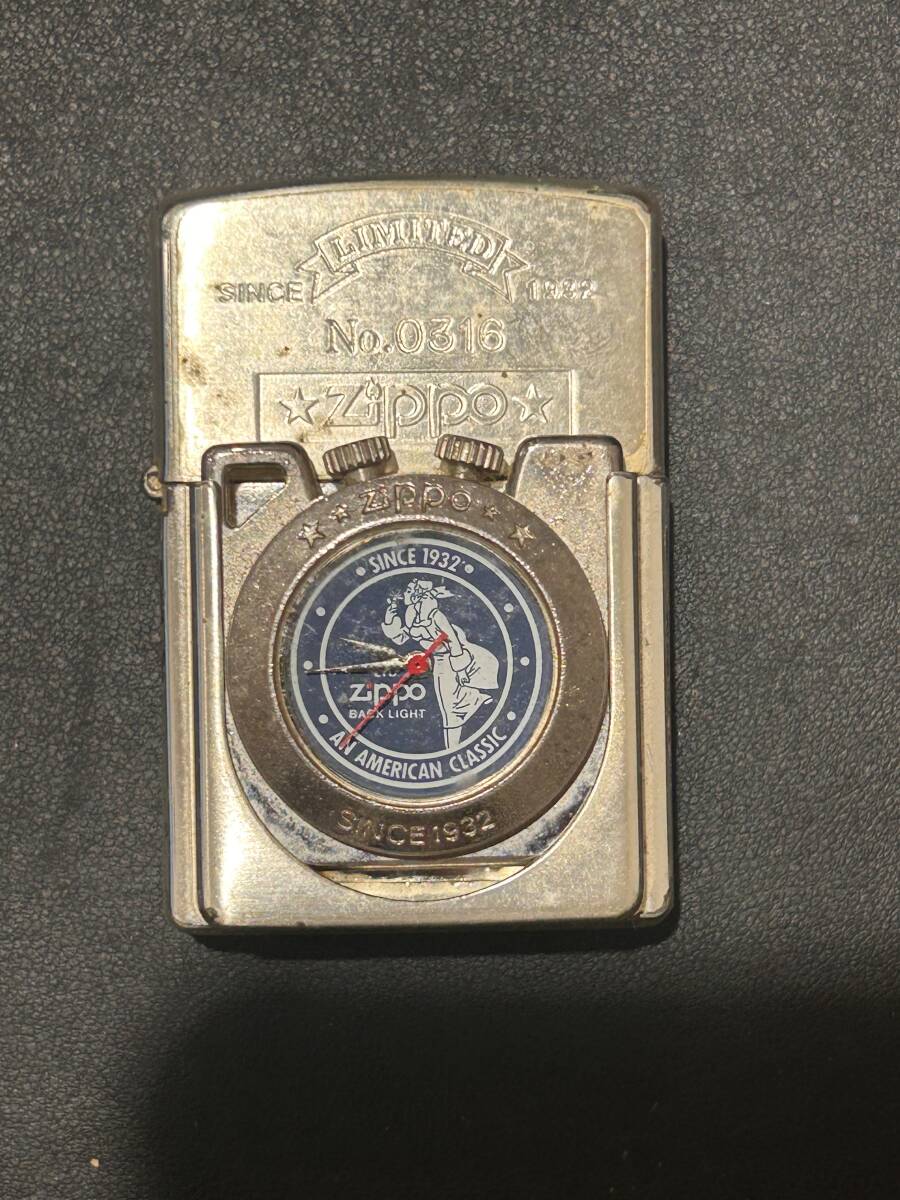 LIMITED
SINCE 1932
No.0316
zippo
zippo
SINCE 1932
zippo
BACK LIGHT
AN AMERICAN CLASSIC
SINCE 1932